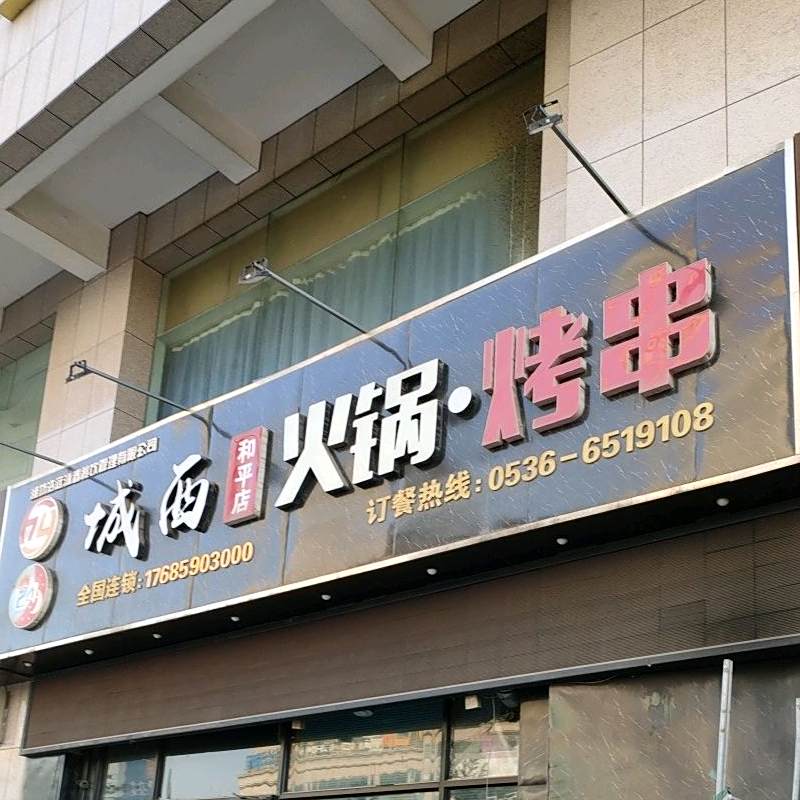 城西
和平店
火锅·烤串
订餐热线:0536-6519108
全国连锁:17685903000
24